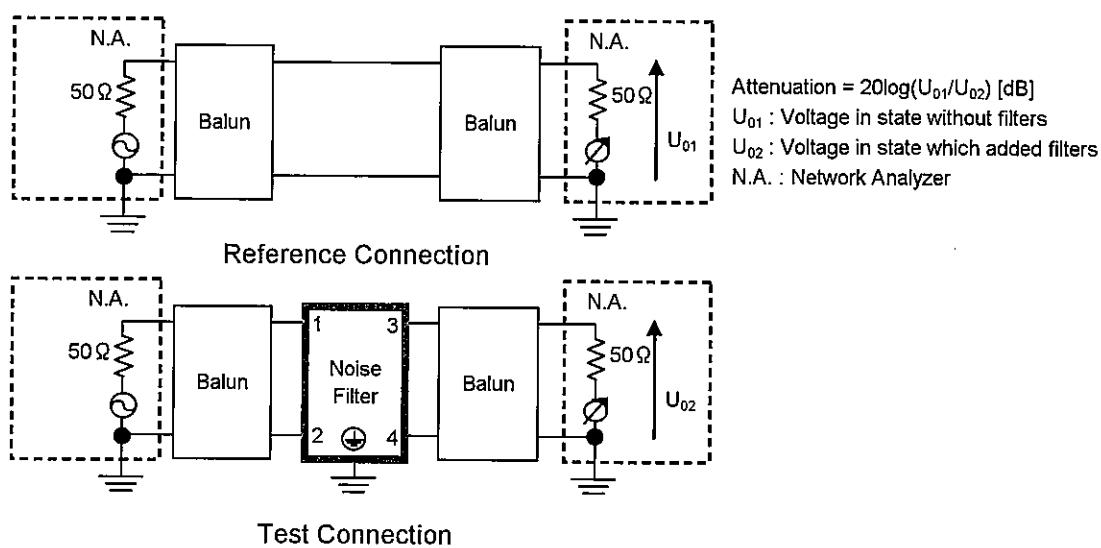 N.A.
50Ω
Balun
Balun
N.A.
50Ω
U01
Attenuation = 20log(U01/U02) [dB]
U01 : Voltage in state without filters
U02 : Voltage in state which added filters
N.A. : Network Analyzer
Reference Connection
N.A.
50Ω
Balun
1 3
Noise
Filter
2 4
Balun
N.A.
50Ω
U02
Test Connection